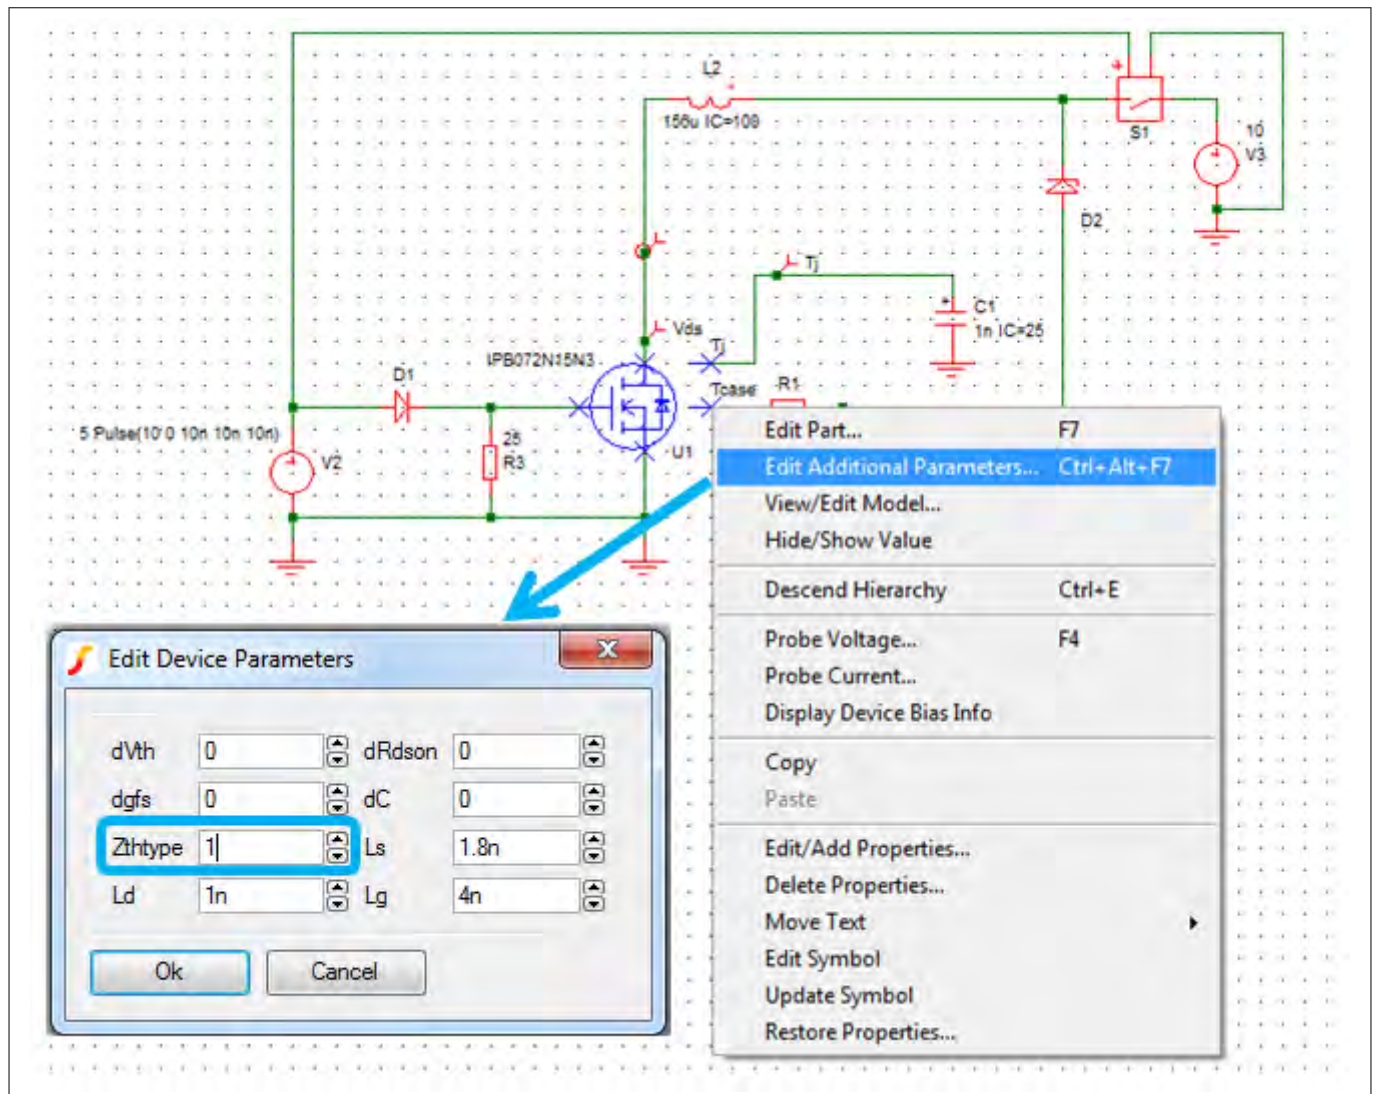 L2
156u IC=109
S1
10
V3
D2
Tj
C1
1n IC=25
Vds
Tj
IPB072N15N3
D1
Tcase
R1
5 Pulse(10 0 10n 10n 10n)
V2
25
R3
U1
Edit Part... F7
Edit Additional Parameters... Ctrl+Alt+F7
View/Edit Model...
Hide/Show Value
Descend Hierarchy Ctrl+E
Probe Voltage... F4
Probe Current...
Display Device Bias Info
Copy
Paste
Edit/Add Properties...
Delete Properties...
Move Text
Edit Symbol
Update Symbol
Restore Properties...
Edit Device Parameters
dVth 0 dRdson 0
dgfs 0 dC 0
Zthtype 1 Ls 1.8n
Ld 1n Lg 4n
Ok Cancel